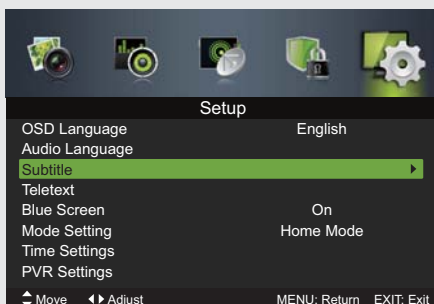 Setup
OSD Language English
Audio Language
Subtitle
Teletext
Blue Screen On
Mode Setting Home Mode
Time Settings
PVR Settings
Move Adjust MENU: Return EXIT: Exit